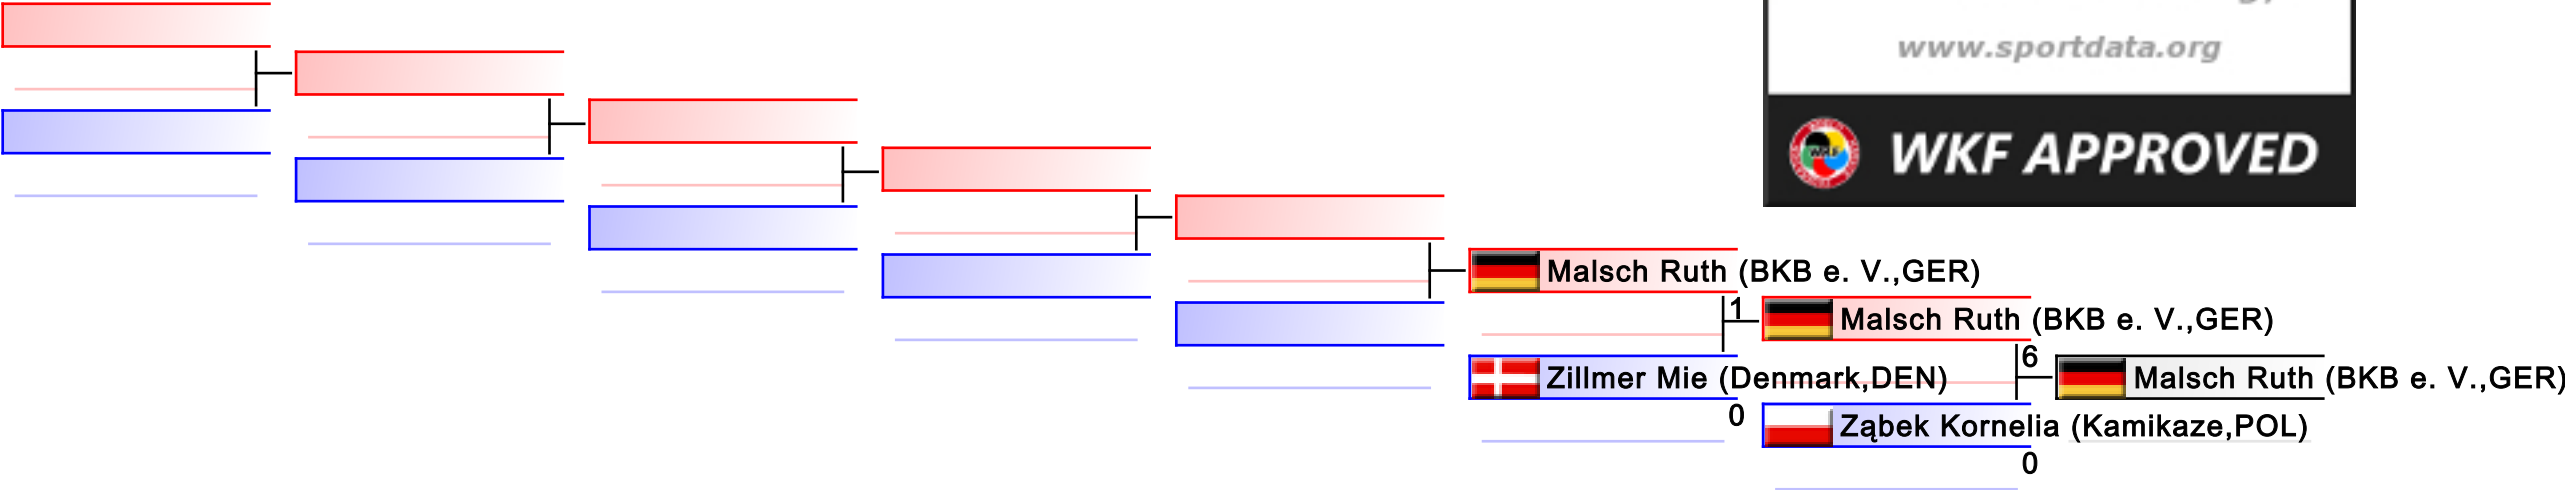 www.sportdata.org
WKF APPROVED
Malsch Ruth (BKB e. V.,GER)
1
Malsch Ruth (BKB e. V.,GER)
6
Zillmer Mie (Denmark,DEN)
Malsch Ruth (BKB e. V.,GER)
0
Ząbek Kornelia (Kamikaze,POL)
0